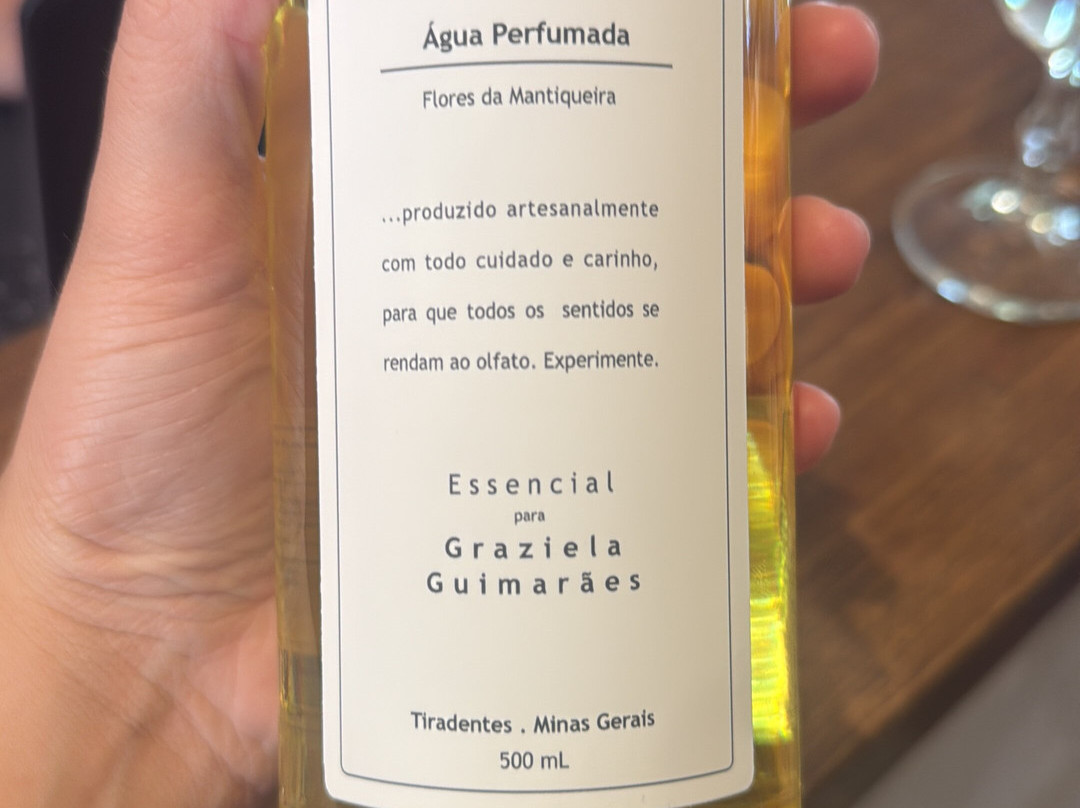 Água Perfumada
Flores da Mantiqueira
...produzido artesanalmente
com todo cuidado e carinho,
para que todos os sentidos se
rendam ao olfato. Experimente.
Essencial
para
Graziela
Guimarães
Tiradentes . Minas Gerais
500 mL